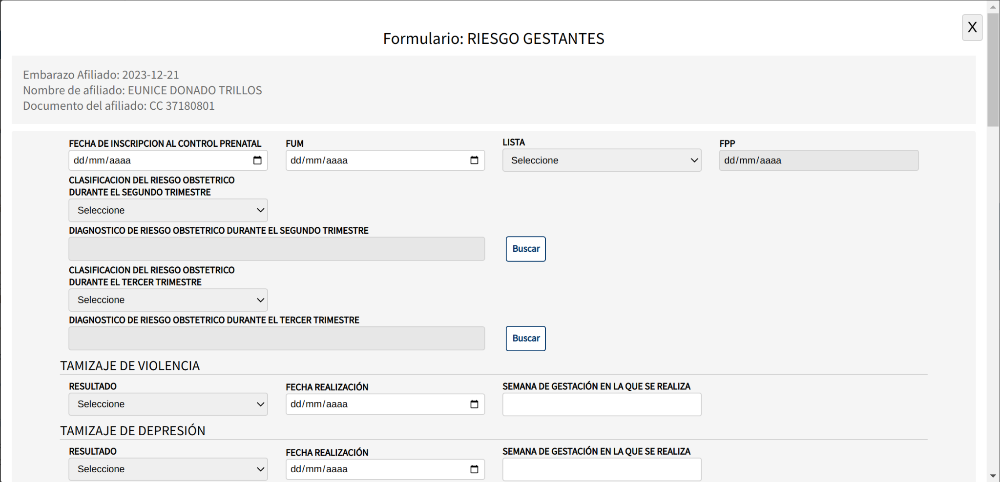 X
Formulario: RIESGO GESTANTES
Embarazo Afiliado: 2023-12-21
Nombre de afiliado: EUNICE DONADO TRILLOS
Documento del afiliado: CC 37180801
FECHA DE INSCRIPCION AL CONTROL PRENATAL FUM LISTA FPP
dd/mm/aaaa dd/mm/aaaa Seleccione dd/mm/aaaa
CLASIFICACION DEL RIESGO OBSTETRICO
DURANTE EL SEGUNDO TRIMESTRE
Seleccione
DIAGNOSTICO DE RIESGO OBSTETRICO DURANTE EL SEGUNDO TRIMESTRE
Buscar
CLASIFICACION DEL RIESGO OBSTETRICO
DURANTE EL TERCER TRIMESTRE
Seleccione
DIAGNOSTICO DE RIESGO OBSTETRICO DURANTE EL TERCER TRIMESTRE
Buscar
TAMIZAJE DE VIOLENCIA
RESULTADO FECHA REALIZACIÓN SEMANA DE GESTACIÓN EN LA QUE SE REALIZA
Seleccione dd/mm/aaaa
TAMIZAJE DE DEPRESIÓN
RESULTADO FECHA REALIZACIÓN SEMANA DE GESTACIÓN EN LA QUE SE REALIZA
Seleccione dd/mm/aaaa